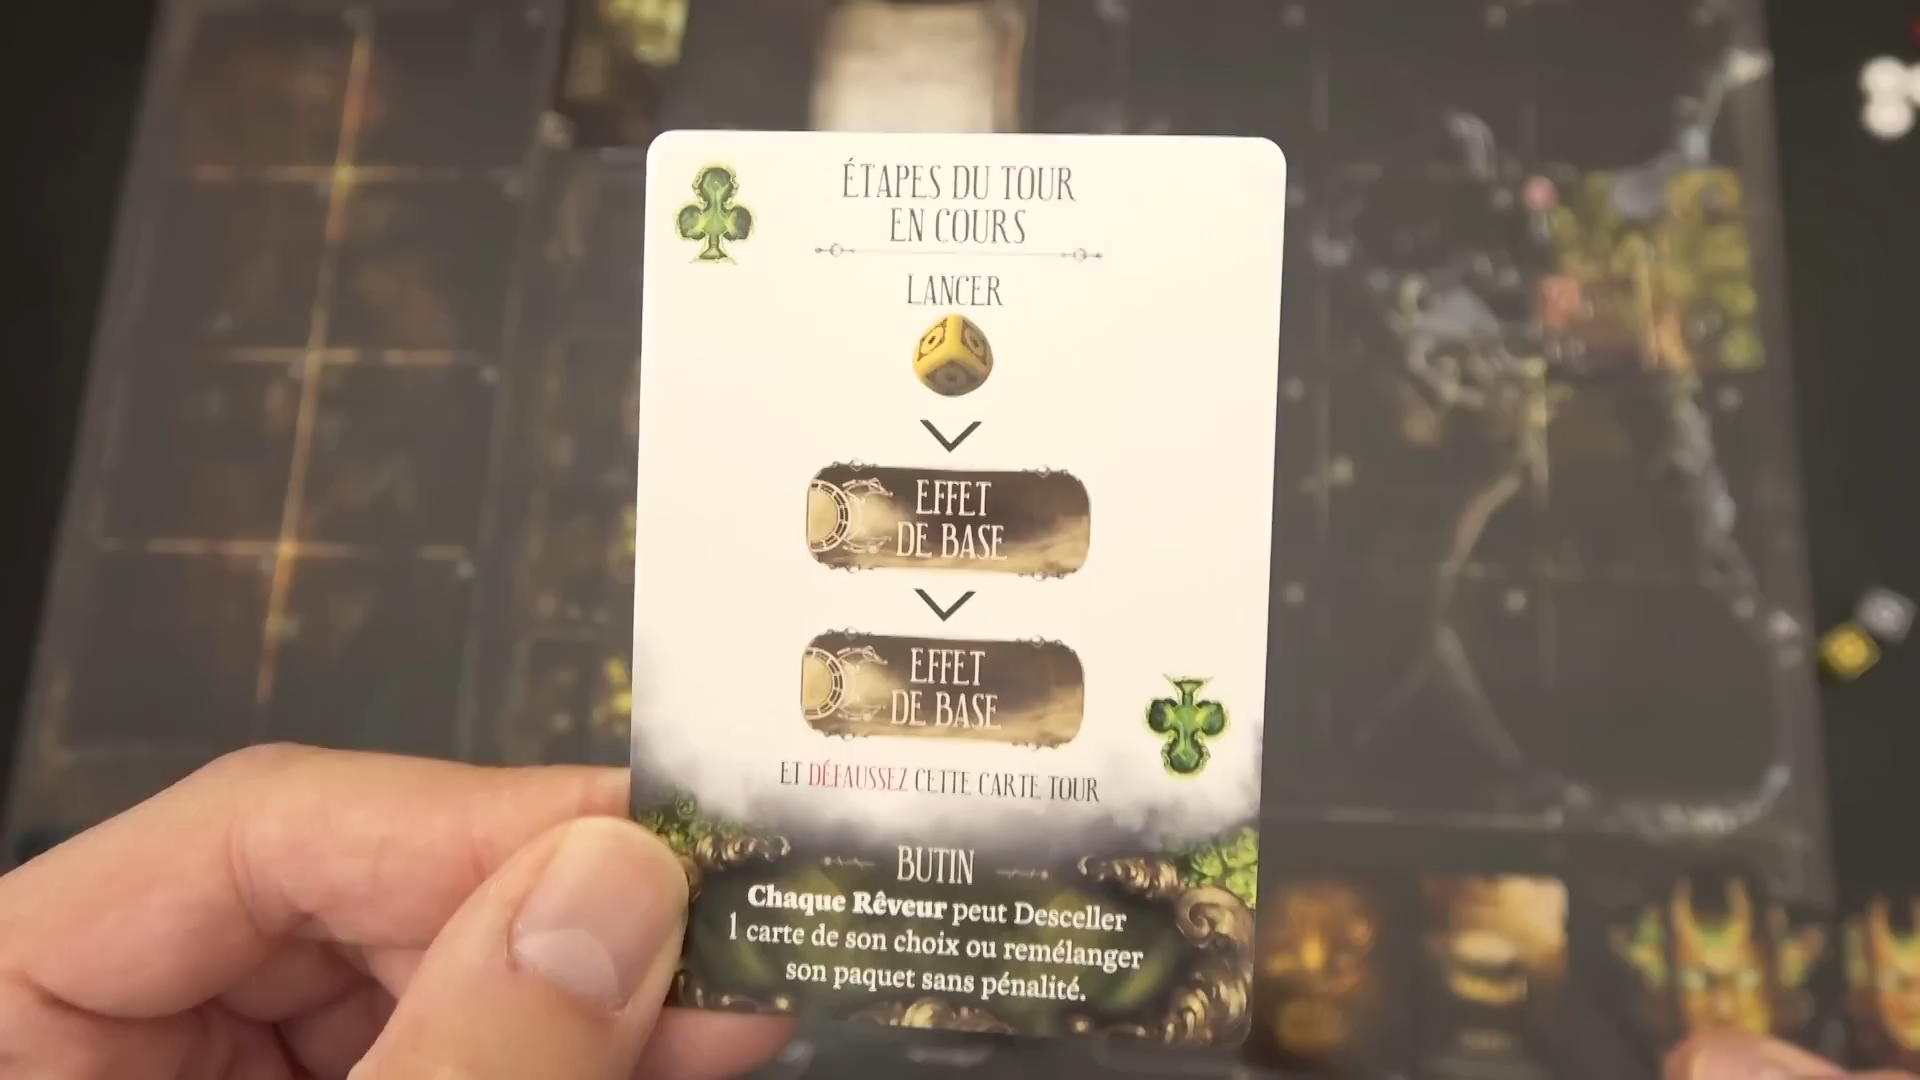 ÉTAPES DU TOUR
EN COURS
LANCER
EFFET
DE BASE
EFFET
DE BASE
ET DÉFAUSSEZ CETTE CARTE TOUR
BUTIN
Chaque Rêveur peut Desceller
1 carte de son choix ou remélanger
son paquet sans pénalité.